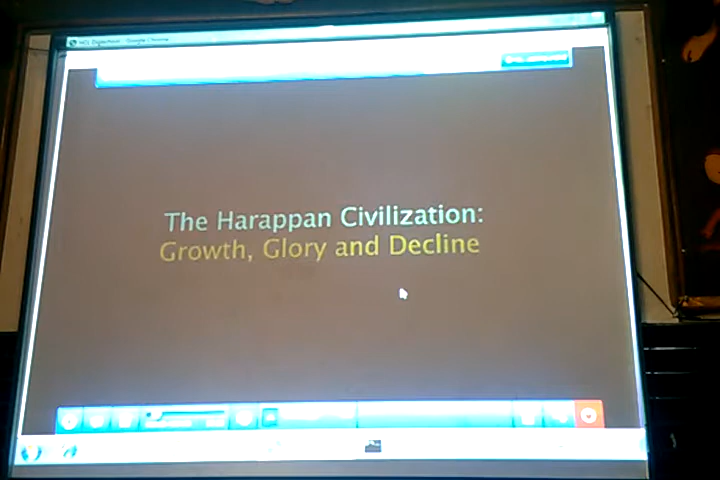 The Harappan Civilization:
Growth, Glory and Decline